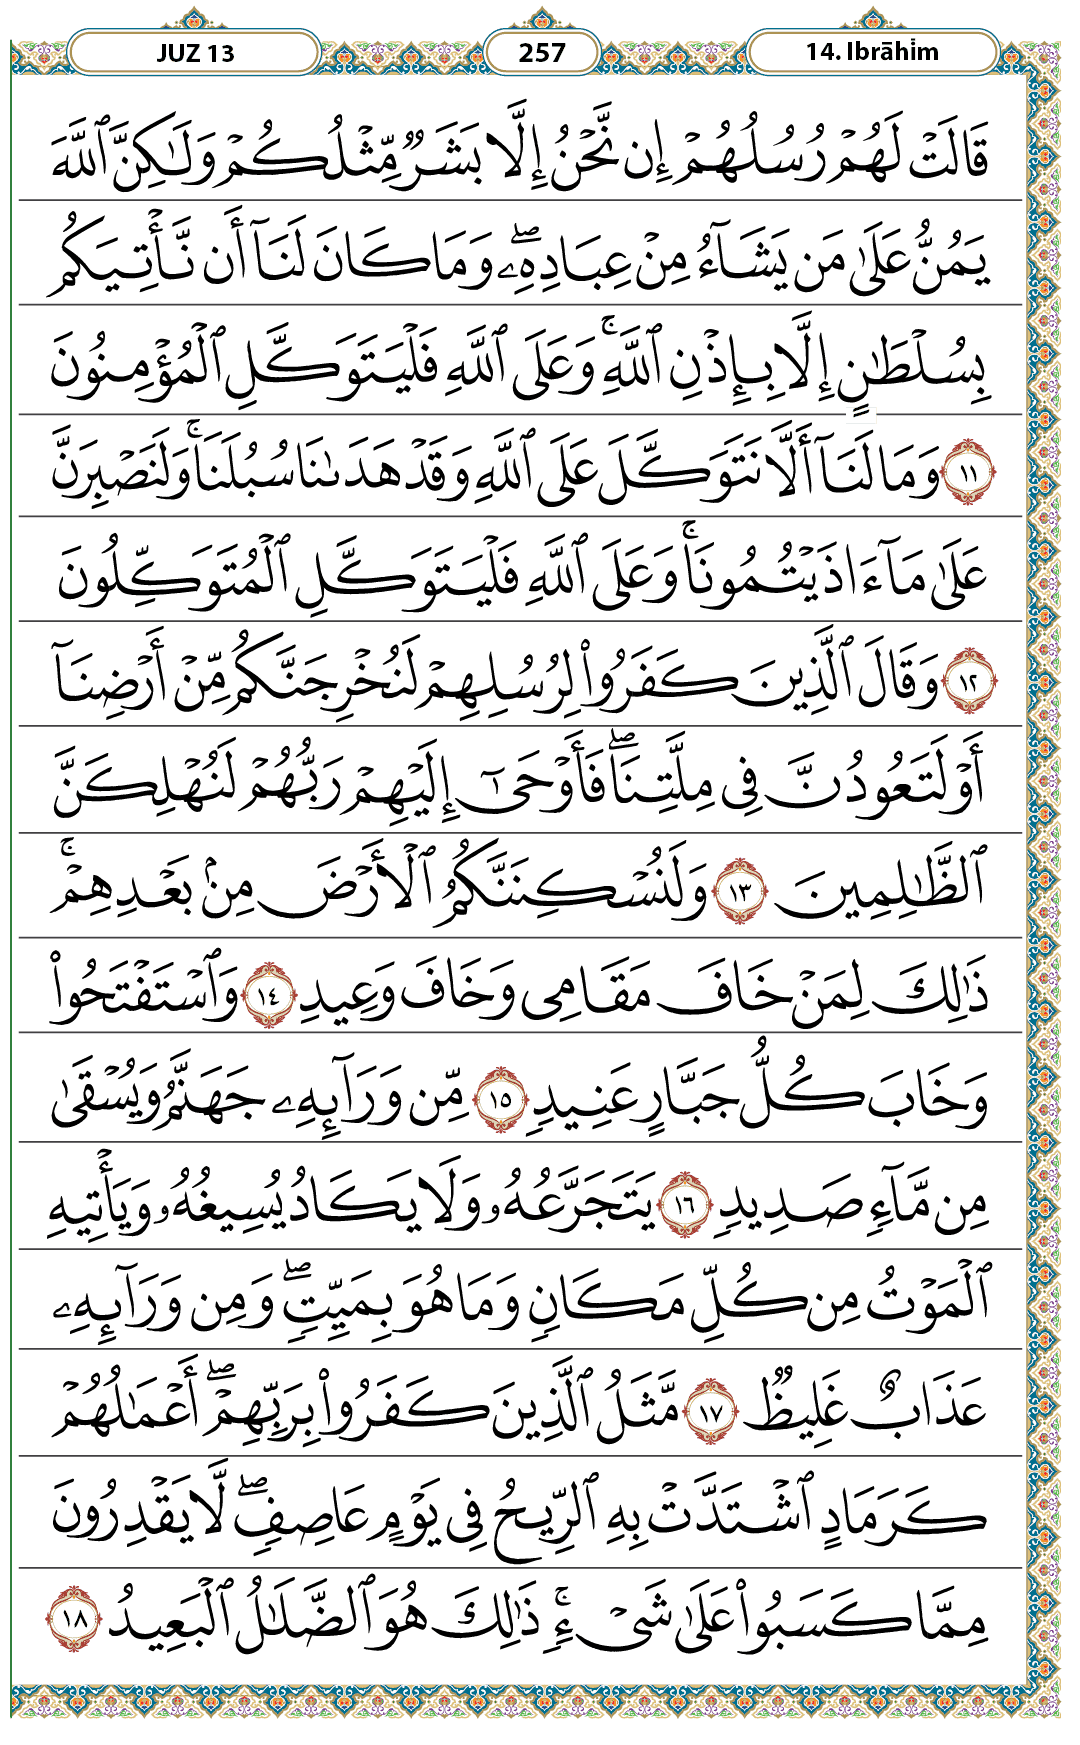 JUZ 13 257 14. Ibrāhīm
قَالَتْ لَهُمْ رُسُلُهُمْ إِن نَّحْنُ إِلَّا بَشَرٌ مِّثْلُكُمْ وَلَٰكِنَّ ٱللَّهَ
يَمُنُّ عَلَىٰ مَن يَشَآءُ مِنْ عِبَادِهِۦۖ وَمَا كَانَ لَنَآ أَن نَّأْتِيَكُم
بِسُلْطَٰنٍ إِلَّا بِإِذْنِ ٱللَّهِۚ وَعَلَى ٱللَّهِ فَلْيَتَوَكَّلِ ٱلْمُؤْمِنُونَ
١١ وَمَا لَنَآ أَلَّا نَتَوَكَّلَ عَلَى ٱللَّهِ وَقَدْ هَدَىٰنَا سُبُلَنَاۚ وَلَنَصْبِرَنَّ
عَلَىٰ مَآ ءَاذَيْتُمُونَاۚ وَعَلَى ٱللَّهِ فَلْيَتَوَكَّلِ ٱلْمُتَوَكِّلُونَ
١٢ وَقَالَ ٱلَّذِينَ كَفَرُوا۟ لِرُسُلِهِمْ لَنُخْرِجَنَّكُم مِّنْ أَرْضِنَآ
أَوْ لَتَعُودُنَّ فِى مِلَّتِنَاۖ فَأَوْحَىٰٓ إِلَيْهِمْ رَبُّهُمْ لَنُهْلِكَنَّ
ٱلظَّٰلِمِينَ ١٣ وَلَنُسْكِنَنَّكُمُ ٱلْأَرْضَ مِنۢ بَعْدِهِمْۚ
ذَٰلِكَ لِمَنْ خَافَ مَقَامِى وَخَافَ وَعِيدِ ١٤ وَٱسْتَفْتَحُوا۟
وَخَابَ كُلُّ جَبَّارٍ عَنِيدٍ ١٥ مِّن وَرَآئِهِۦ جَهَنَّمُ وَيُسْقَىٰ
مِن مَّآءٍ صَدِيدٍ ١٦ يَتَجَرَّعُهُۥ وَلَا يَكَادُ يُسِيغُهُۥ وَيَأْتِيهِ
ٱلْمَوْتُ مِن كُلِّ مَكَانٍ وَمَا هُوَ بِمَيِّتٍۖ وَمِن وَرَآئِهِۦ
عَذَابٌ غَلِيظٌ ١٧ مَّثَلُ ٱلَّذِينَ كَفَرُوا۟ بِرَبِّهِمْۖ أَعْمَٰلُهُمْ
كَرَمَادٍ ٱشْتَدَّتْ بِهِ ٱلرِّيحُ فِى يَوْمٍ عَاصِفٍۖ لَّا يَقْدِرُونَ
مِمَّا كَسَبُوا۟ عَلَىٰ شَىْءٍۚ ذَٰلِكَ هُوَ ٱلضَّلَٰلُ ٱلْبَعِيدُ ١٨